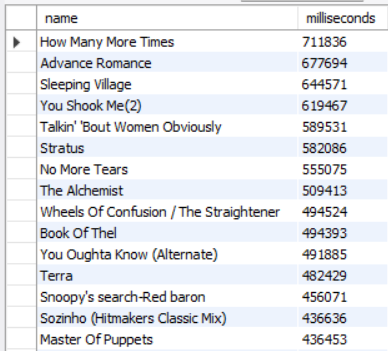 name milliseconds
How Many More Times 711836
Advance Romance 677694
Sleeping Village 644571
You Shook Me(2) 619467
Talkin' 'Bout Women Obviously 589531
Stratus 582086
No More Tears 555075
The Alchemist 509413
Wheels Of Confusion / The Straightener 494524
Book Of Thel 494393
You Oughta Know (Alternate) 491885
Terra 482429
Snoopy's search-Red baron 456071
Sozinho (Hitmakers Classic Mix) 436636
Master Of Puppets 436453